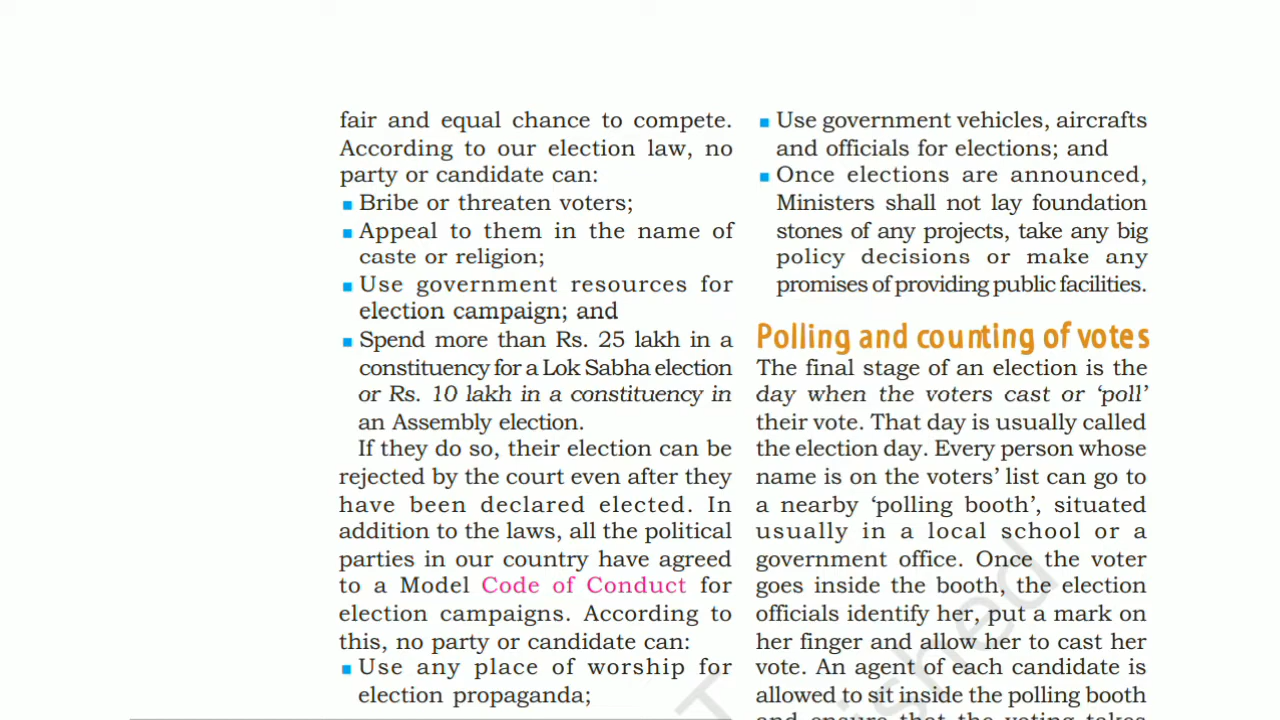 fair and equal chance to compete.
According to our election law, no
party or candidate can:
Bribe or threaten voters;
Appeal to them in the name of
caste or religion;
Use government resources for
election campaign; and
Spend more than Rs. 25 lakh in a
constituency for a Lok Sabha election
or Rs. 10 lakh in a constituency in
an Assembly election.
If they do so, their election can be
rejected by the court even after they
have been declared elected. In
addition to the laws, all the political
parties in our country have agreed
to a Model Code of Conduct for
election campaigns. According to
this, no party or candidate can:
Use any place of worship for
election propaganda;
Use government vehicles, aircrafts
and officials for elections; and
Once elections are announced,
Ministers shall not lay foundation
stones of any projects, take any big
policy decisions or make any
promises of providing public facilities.
Polling and counting of votes
The final stage of an election is the
day when the voters cast or ‘poll’
their vote. That day is usually called
the election day. Every person whose
name is on the voters’ list can go to
a nearby ‘polling booth’, situated
usually in a local school or a
government office. Once the voter
goes inside the booth, the election
officials identify her, put a mark on
her finger and allow her to cast her
vote. An agent of each candidate is
allowed to sit inside the polling booth
and ensure that the voting takes